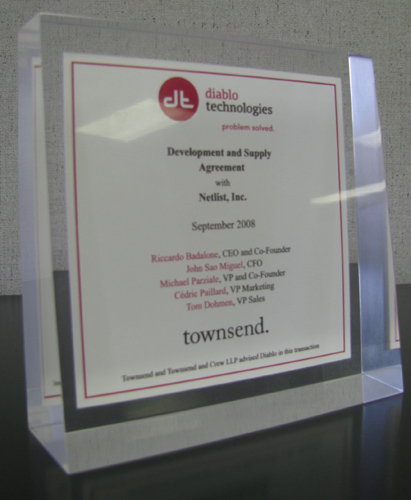 dt diablo
technologies
problem solved.
Development and Supply
Agreement
with
Netlist, Inc.
September 2008
Riccardo Badalone, CEO and Co-Founder
John Sao Miguel, CFO
Michael Parziale, VP and Co-Founder
Cédric Paillard, VP Marketing
Tom Dohmen, VP Sales
townsend.
Townsend and Townsend and Crew LLP advised Diablo in this transaction